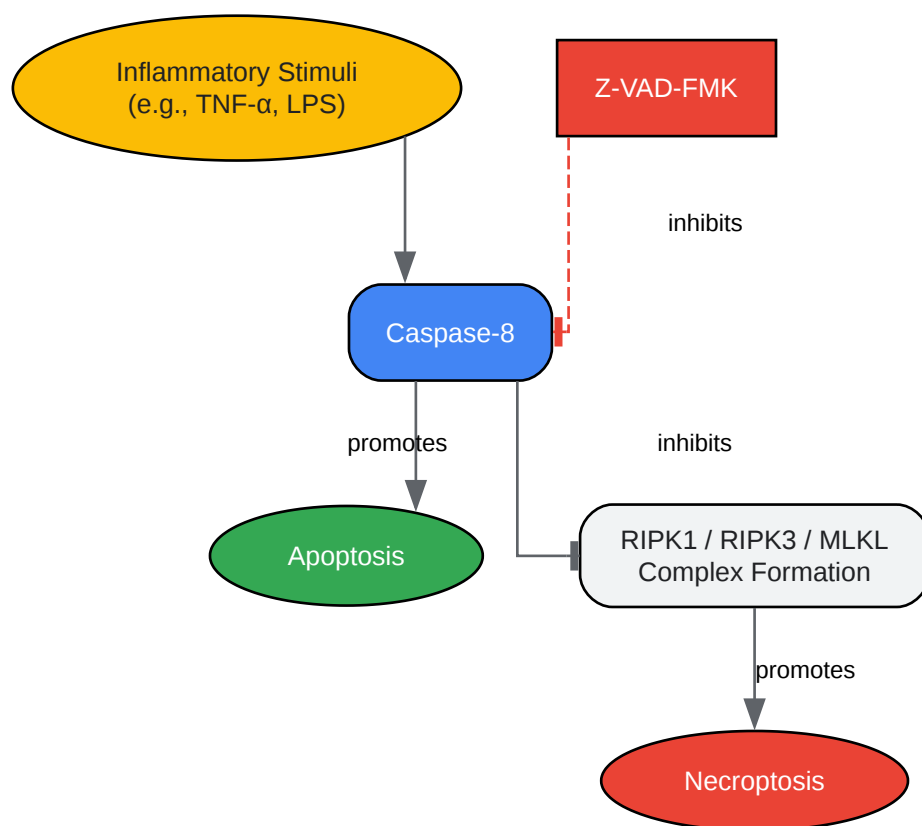 Inflammatory Stimuli
(e.g., TNF-α, LPS)
Z-VAD-FMK
inhibits
Caspase-8
promotes
inhibits
Apoptosis
RIPK1 / RIPK3 / MLKL
Complex Formation
promotes
Necroptosis